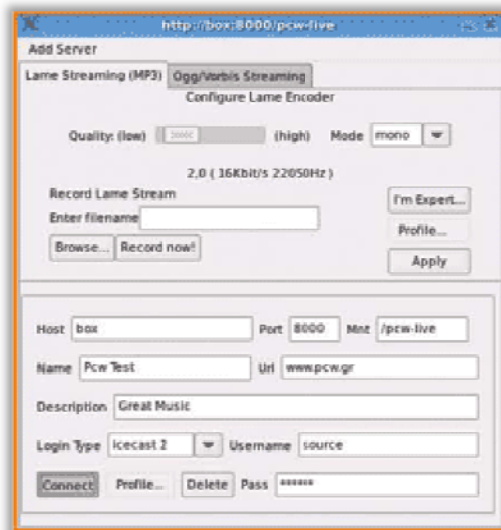 http://box:8000/pcw-live
Add Server
Lame Streaming (MP3) Ogg/Vorbis Streaming
Configure Lame Encoder
Quality: (low) (high) Mode mono
2,0 ( 16Kbit/s 22050Hz )
Record Lame Stream
I'm Expert...
Enter filename
Profile...
Browse... Record now!
Apply
Host box Port 8000 Mnt /pcw-live
Name Pcw Test Url www.pcw.gr
Description Great Music
Login Type Icecast 2 Username source
Connect Profile... Delete Pass ******